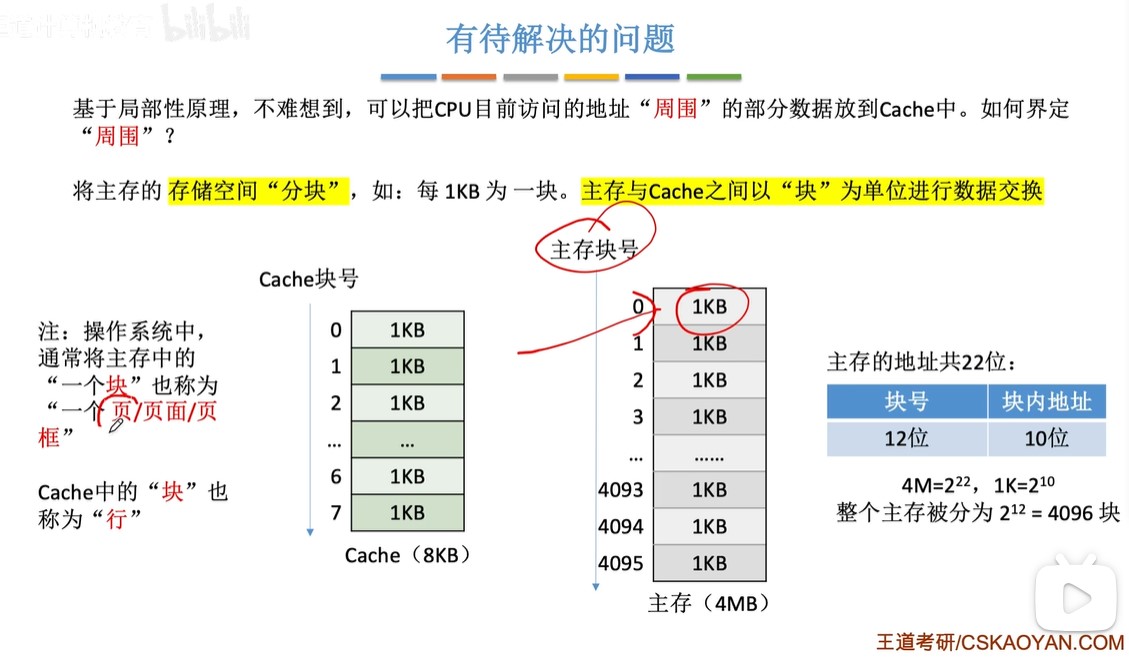 bilibili
有待解决的问题
基于局部性原理，不难想到，可以把CPU目前访问的地址“周围”的部分数据放到Cache中。如何界定
“周围”？
将主存的 存储空间“分块”，如：每 1KB 为 一块。主存与Cache之间以“块”为单位进行数据交换
注：操作系统中，
通常将主存中的
“一个块”也称为
“一个 页/页面/页
框”
Cache中的“块”也
称为“行”
Cache块号
0 1KB
1 1KB
2 1KB
... ...
6 1KB
7 1KB
Cache（8KB）
主存块号
0 1KB
1 1KB
2 1KB
3 1KB
... ......
4093 1KB
4094 1KB
4095 1KB
主存（4MB）
主存的地址共22位：
块号 块内地址
12位 10位
4M=2²²，1K=2¹⁰
整个主存被分为 2¹² = 4096 块
王道考研/CSKAOYAN.COM